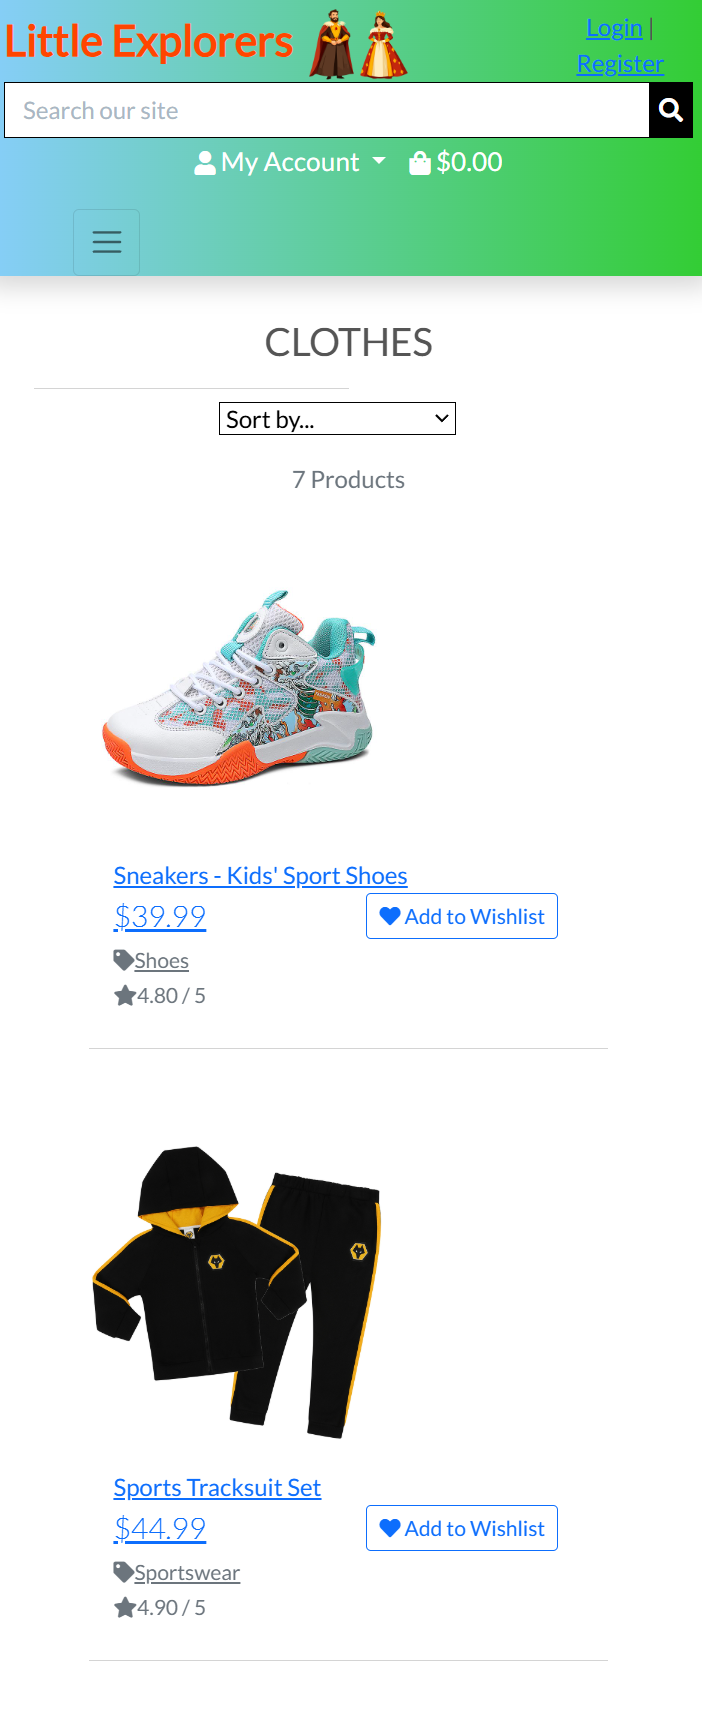 Little Explorers
Login |
Register
Search our site
My Account
$0.00
CLOTHES
Sort by...
7 Products
Sneakers - Kids' Sport Shoes
$39.99
Add to Wishlist
Shoes
4.80 / 5
Sports Tracksuit Set
$44.99
Add to Wishlist
Sportswear
4.90 / 5